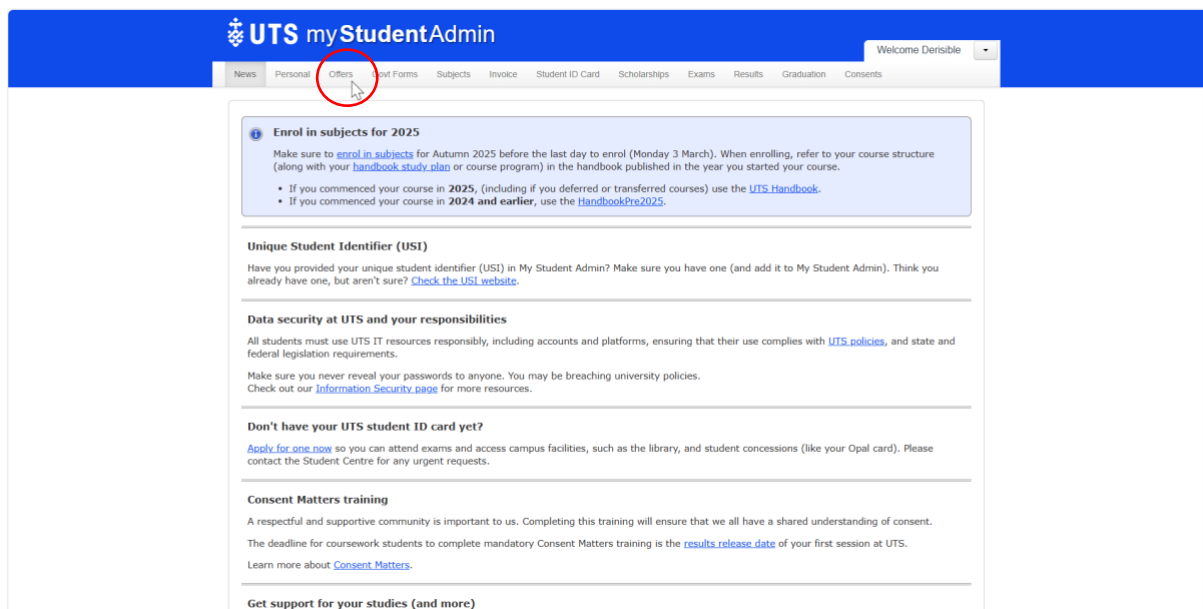 UTS myStudentAdmin
Welcome Derisible
News Personal Offers Govt Forms Subjects Invoice Student ID Card Scholarships Exams Results Graduation Consents
Enrol in subjects for 2025
Make sure to enrol in subjects for Autumn 2025 before the last day to enrol (Monday 3 March). When enrolling, refer to your course structure
(along with your handbook study plan or course program) in the handbook published in the year you started your course.
• If you commenced your course in 2025, (including if you deferred or transferred courses) use the UTS Handbook.
• If you commenced your course in 2024 and earlier, use the HandbookPre2025.
Unique Student Identifier (USI)
Have you provided your unique student identifier (USI) in My Student Admin? Make sure you have one (and add it to My Student Admin). Think you
already have one, but aren't sure? Check the USI website.
Data security at UTS and your responsibilities
All students must use UTS IT resources responsibly, including accounts and platforms, ensuring that their use complies with UTS policies, and state and
federal legislation requirements.
Make sure you never reveal your passwords to anyone. You may be breaching university policies.
Check out our Information Security page for more resources.
Don't have your UTS student ID card yet?
Apply for one now so you can attend exams and access campus facilities, such as the library, and student concessions (like your Opal card). Please
contact the Student Centre for any urgent requests.
Consent Matters training
A respectful and supportive community is important to us. Completing this training will ensure that we all have a shared understanding of consent.
The deadline for coursework students to complete mandatory Consent Matters training is the results release date of your first session at UTS.
Learn more about Consent Matters.
Get support for your studies (and more)